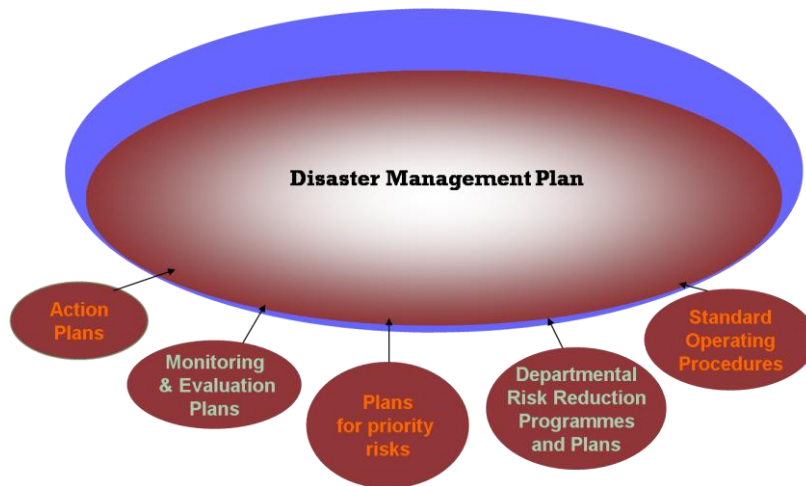 Disaster Management Plan
Action
Plans
Monitoring
& Evaluation
Plans
Plans
for priority
risks
Departmental
Risk Reduction
Programmes
and Plans
Standard
Operating
Procedures